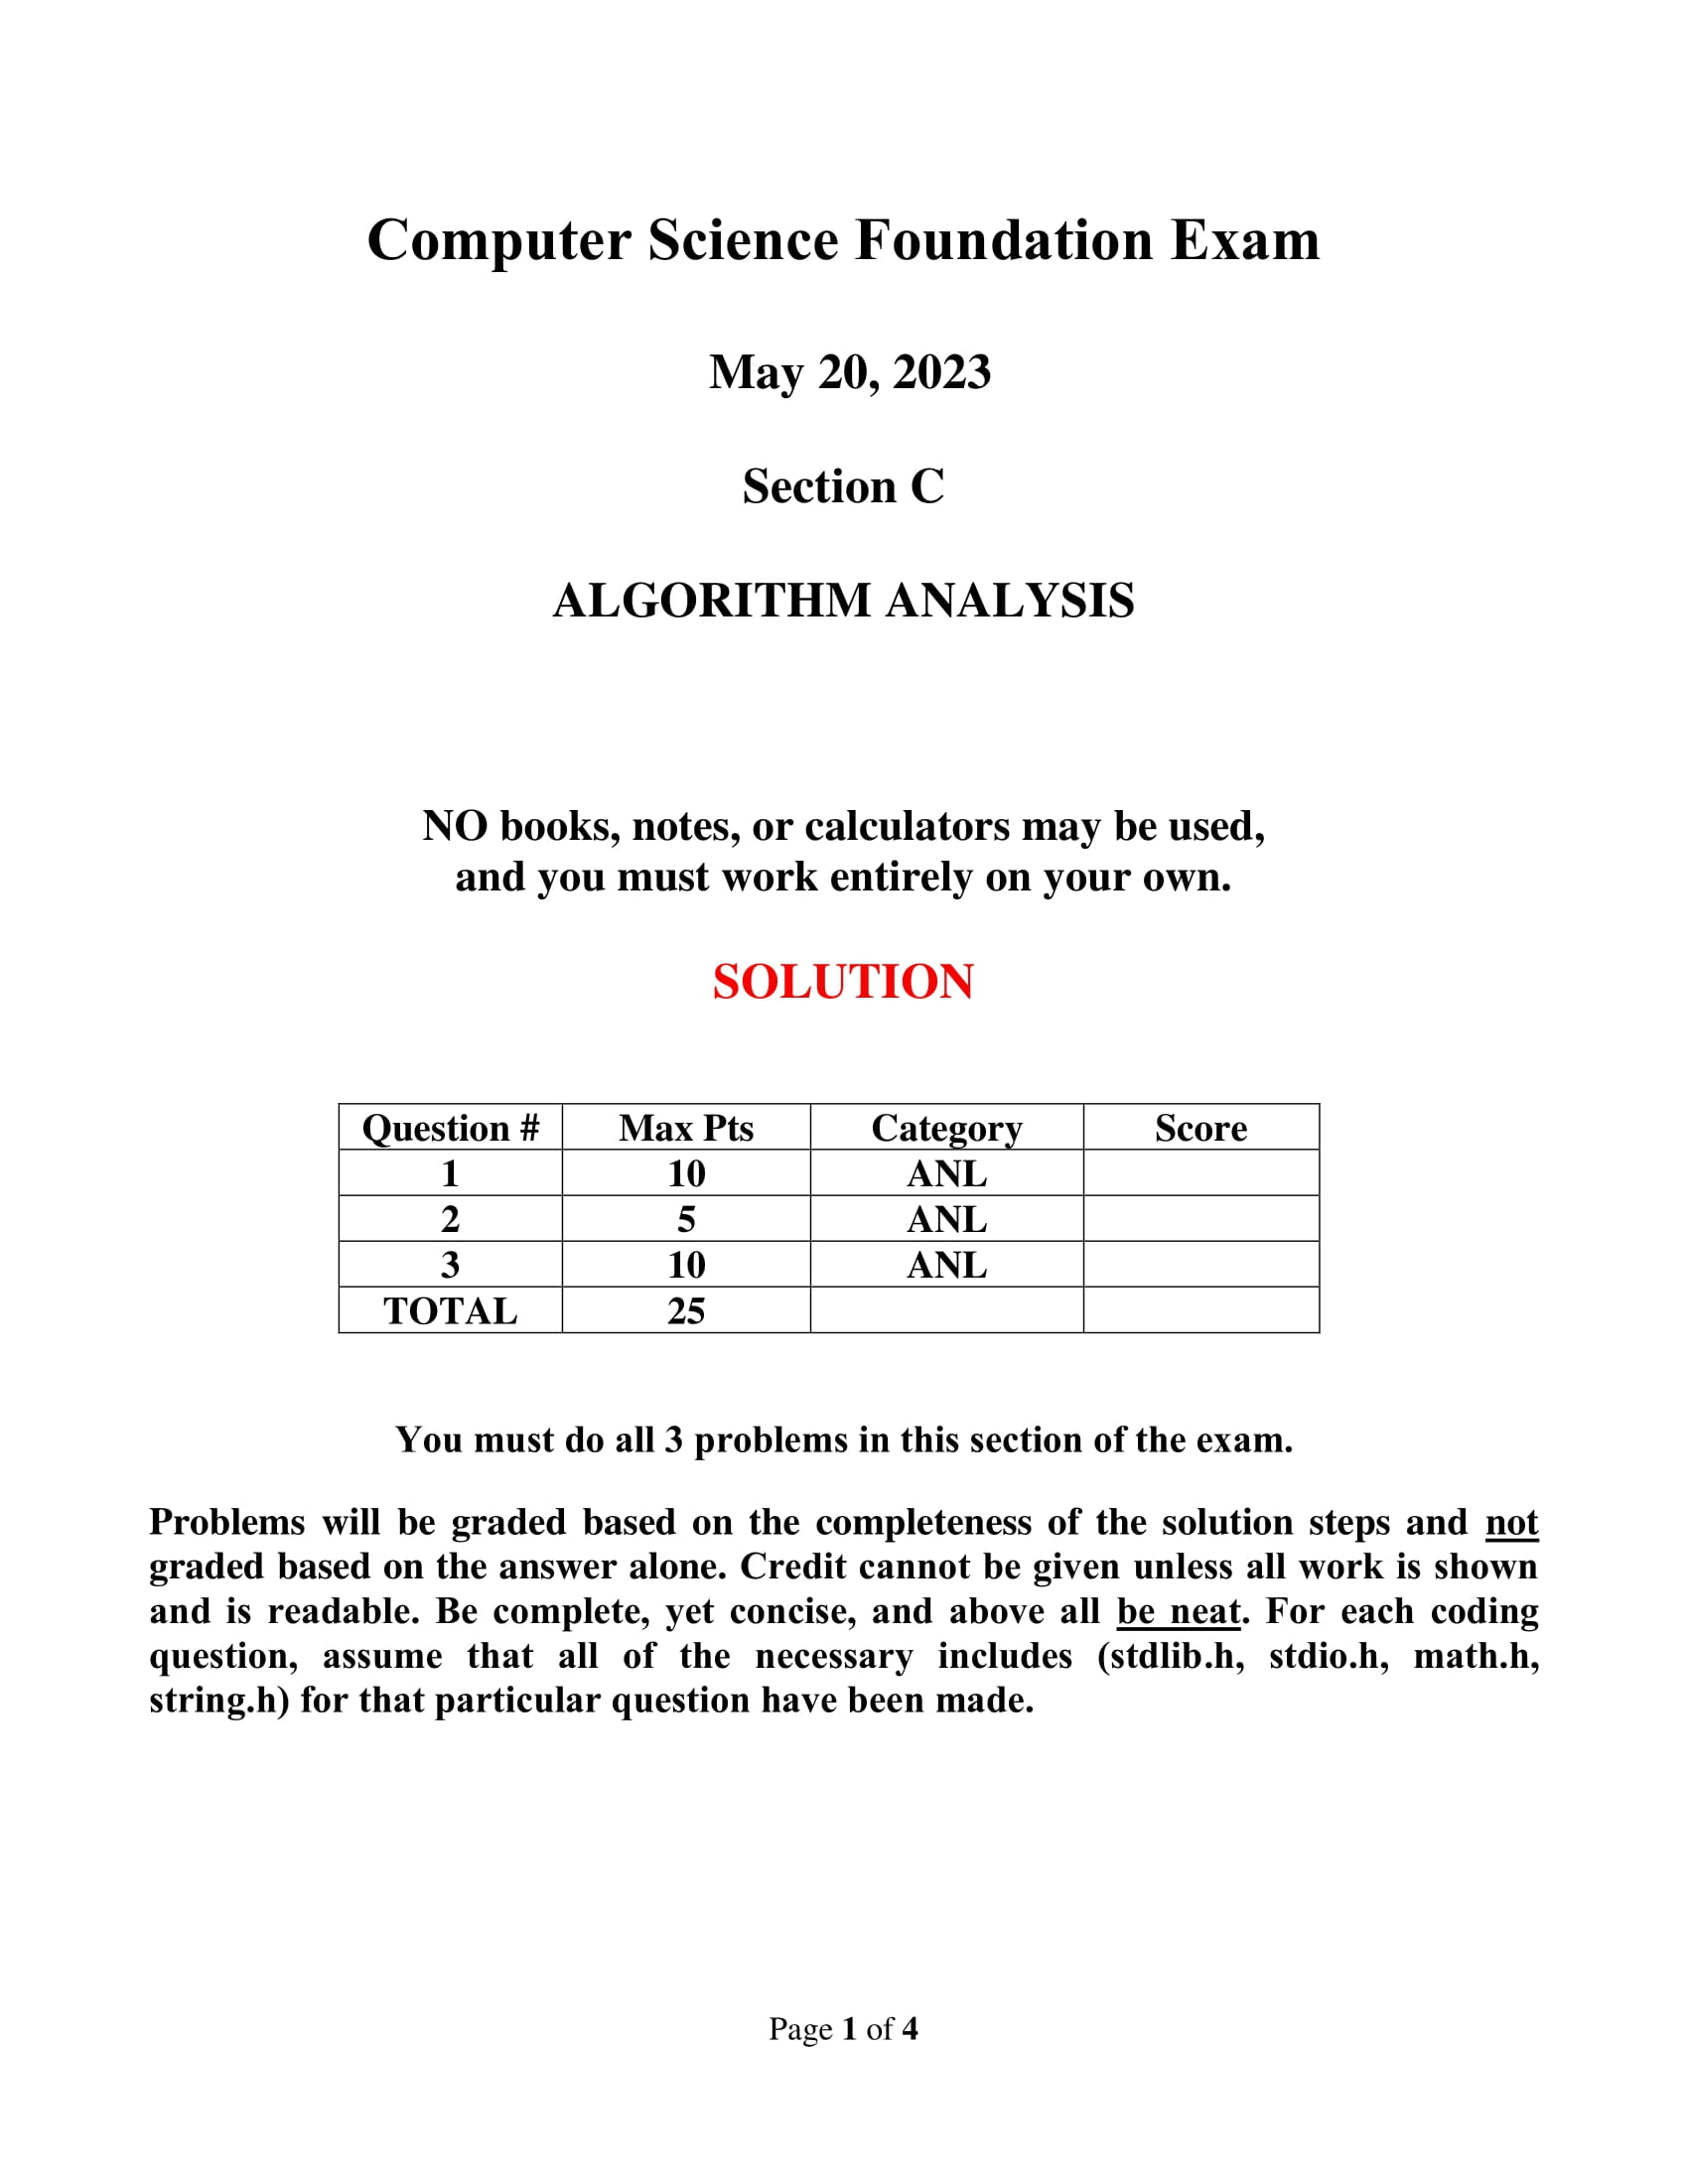 Computer Science Foundation Exam
May 20, 2023
Section C
ALGORITHM ANALYSIS
NO books, notes, or calculators may be used,
and you must work entirely on your own.
SOLUTION
Question # Max Pts Category Score
1 10 ANL
2 5 ANL
3 10 ANL
TOTAL 25
You must do all 3 problems in this section of the exam.
Problems will be graded based on the completeness of the solution steps and not
graded based on the answer alone. Credit cannot be given unless all work is shown
and is readable. Be complete, yet concise, and above all be neat. For each coding
question, assume that all of the necessary includes (stdlib.h, stdio.h, math.h,
string.h) for that particular question have been made.
Page 1 of 4